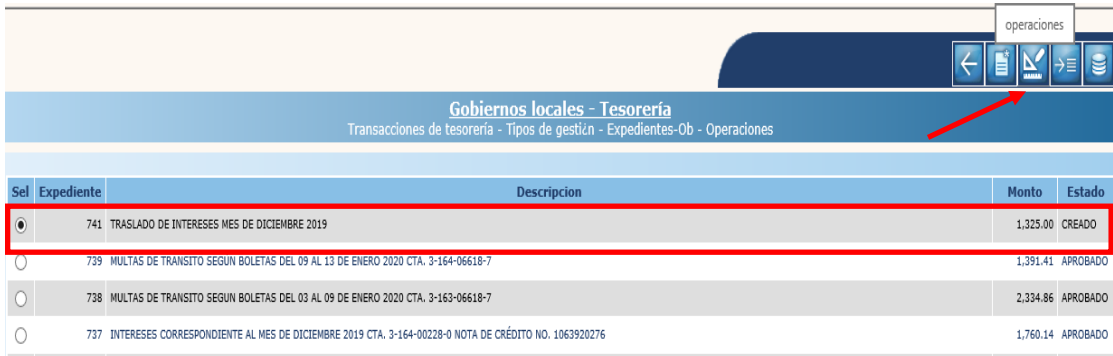 operaciones
Gobiernos locales - Tesorería
Transacciones de tesorería - Tipos de gesti¿n - Expedientes-Ob - Operaciones
Sel Expediente Descripcion Monto Estado
741 TRASLADO DE INTERESES MES DE DICIEMBRE 2019 1,325.00 CREADO
739 MULTAS DE TRANSITO SEGUN BOLETAS DEL 09 AL 13 DE ENERO 2020 CTA. 3-164-06618-7 1,391.41 APROBADO
738 MULTAS DE TRANSITO SEGUN BOLETAS DEL 03 AL 09 DE ENERO 2020 CTA. 3-163-06618-7 2,334.86 APROBADO
737 INTERESES CORRESPONDIENTE AL MES DE DICIEMBRE 2019 CTA. 3-164-00228-0 NOTA DE CRÉDITO NO. 1063920276 1,760.14 APROBADO